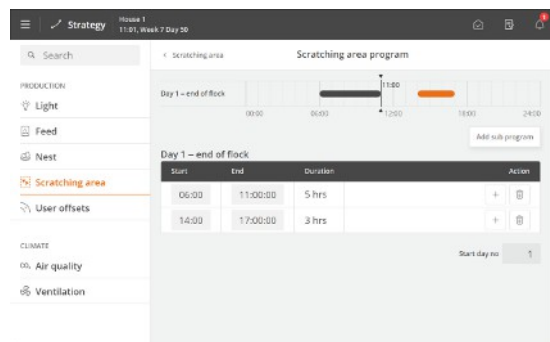 Strategy
House 1
11:01, Week 7 Day 50
1
Search
Scratching area
Scratching area program
PRODUCTION
Light
Feed
Nest
Scratching area
User offsets
CLIMATE
Air quality
Ventilation
Day 1 – end of flock
11:00
00:00 06:00 12:00 18:00 24:00
Add sub program
Day 1 – end of flock
Start End Duration Action
06:00 11:00:00 5 hrs
14:00 17:00:00 3 hrs
Start day no 1